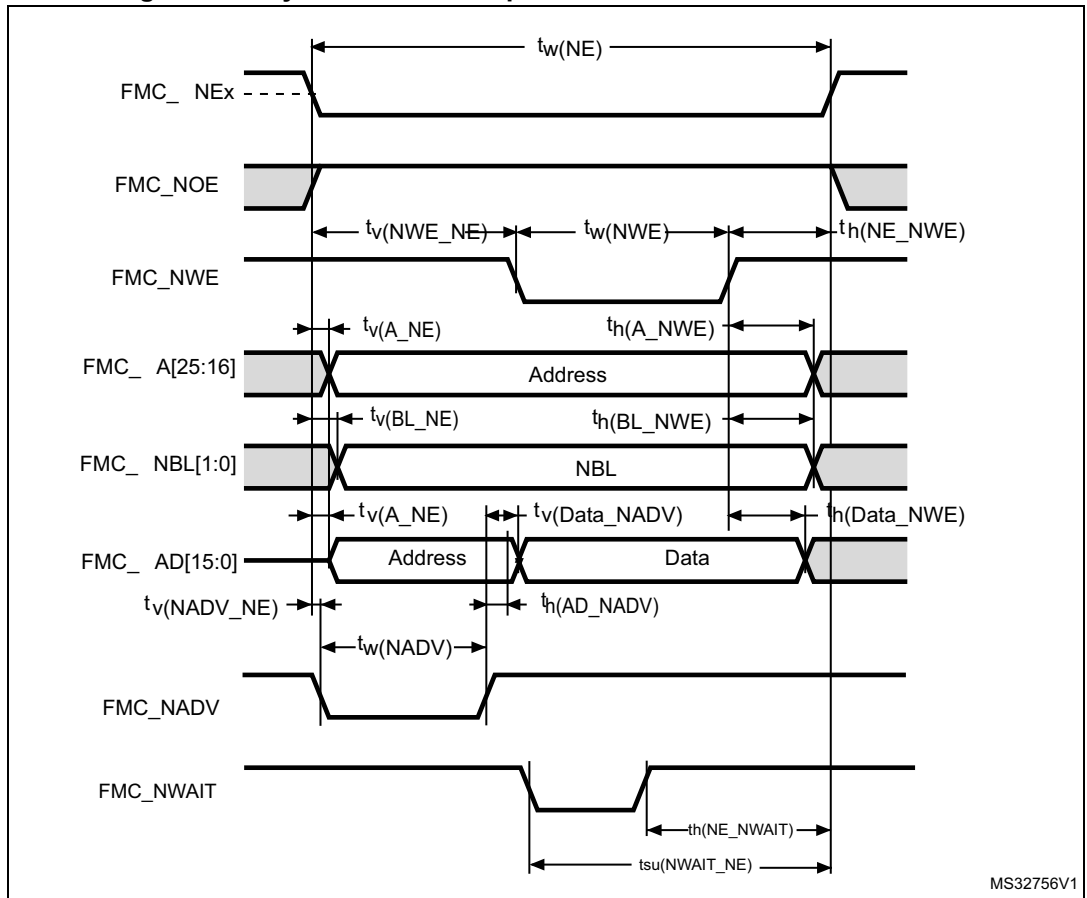 tw(NE)
FMC_ NEx
FMC_NOE
tv(NWE_NE) tw(NWE) th(NE_NWE)
FMC_NWE
tv(A_NE) th(A_NWE)
FMC_ A[25:16] Address
tv(BL_NE) th(BL_NWE)
FMC_ NBL[1:0] NBL
tv(A_NE) tv(Data_NADV) th(Data_NWE)
FMC_ AD[15:0] Address Data
tv(NADV_NE) th(AD_NADV)
tw(NADV)
FMC_NADV
FMC_NWAIT
th(NE_NWAIT)
tsu(NWAIT_NE)
MS32756V1